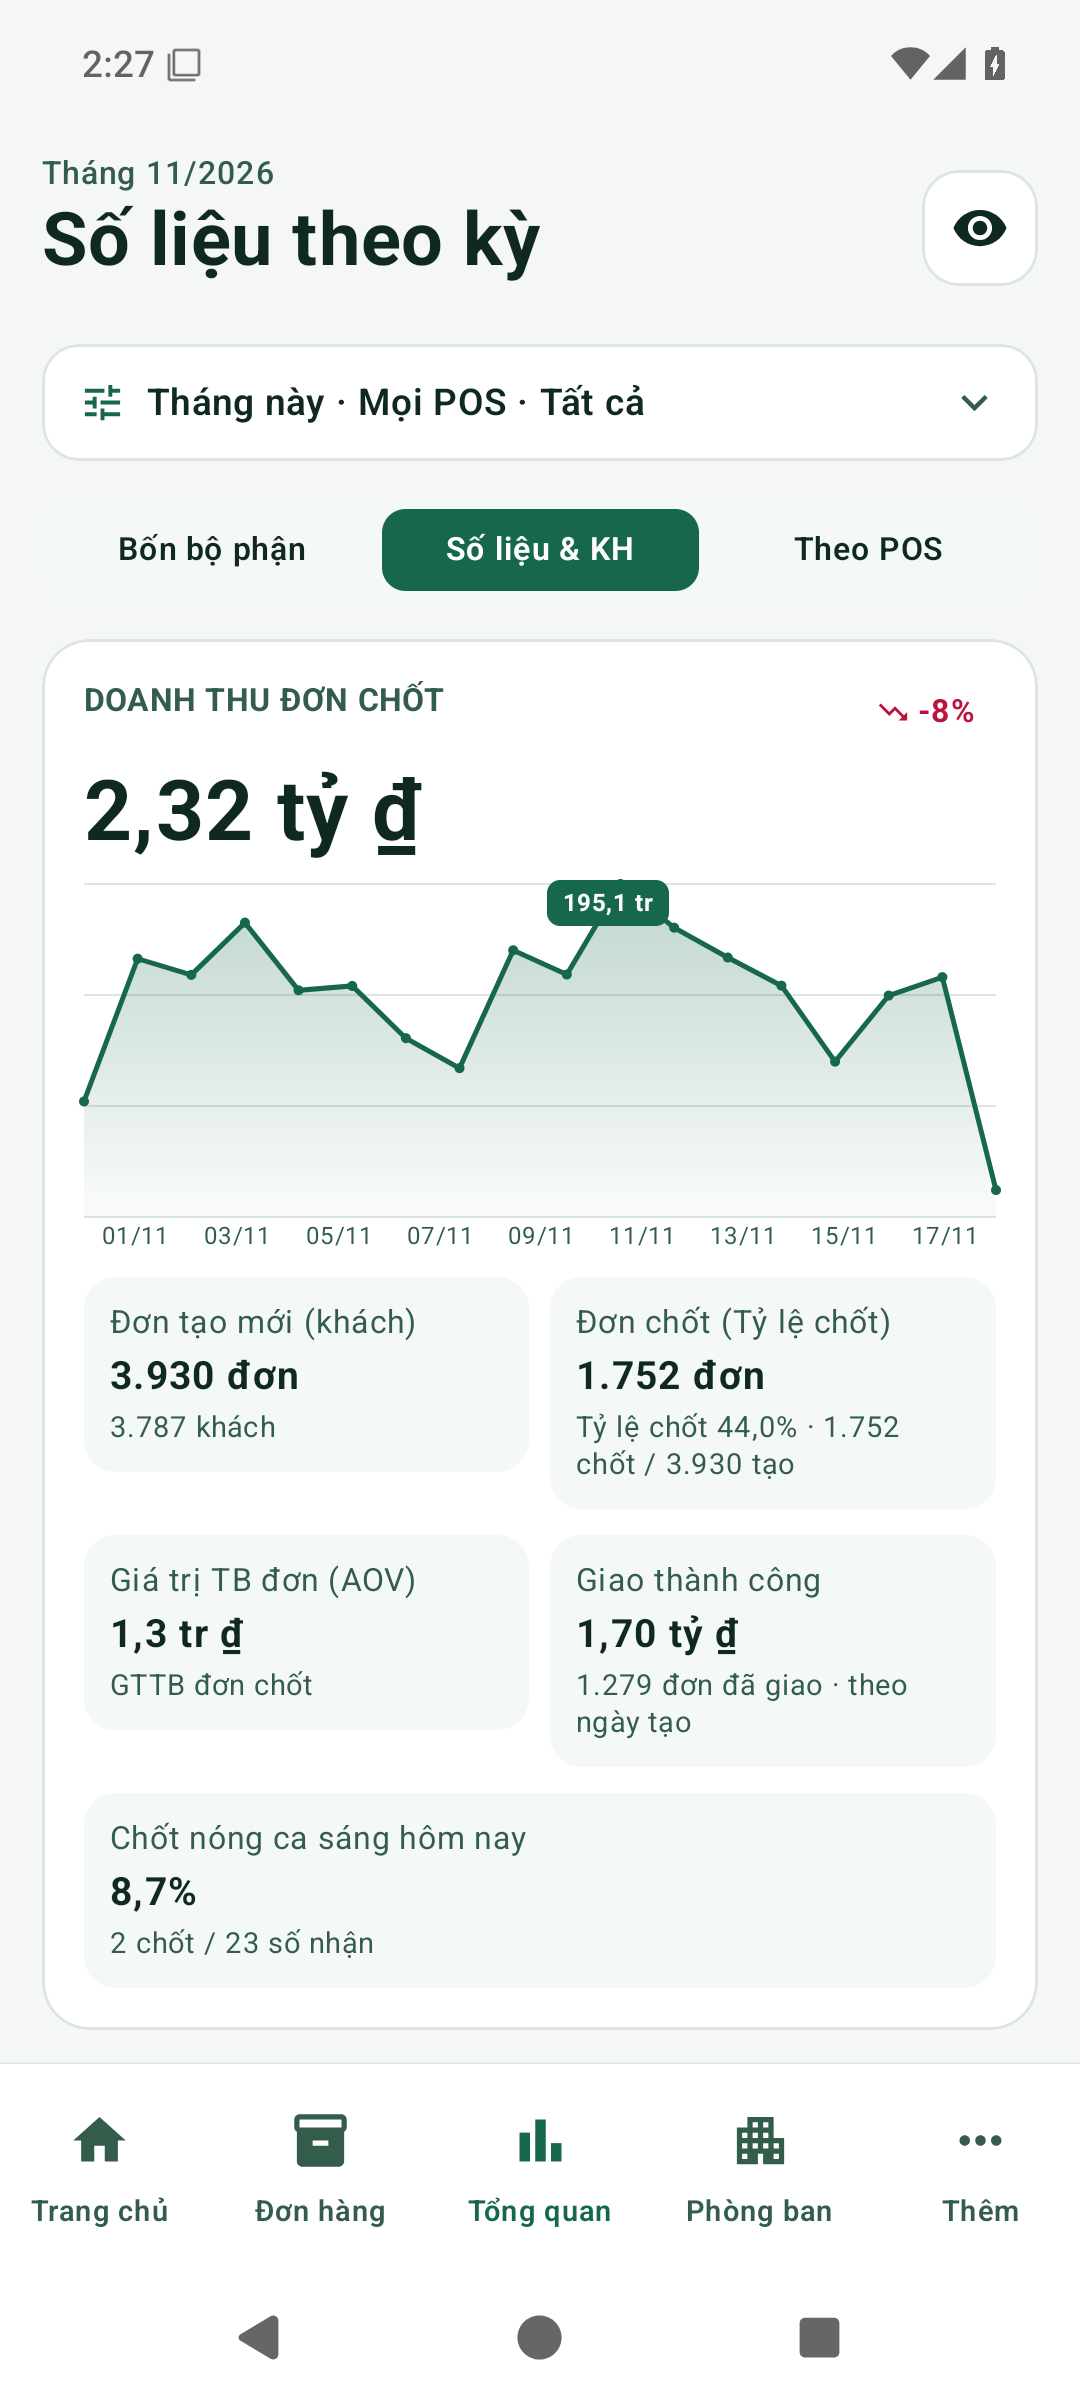 2:27
Tháng 11/2026
Số liệu theo kỳ
Tháng này · Mọi POS · Tất cả
Bốn bộ phận
Số liệu & KH
Theo POS
DOANH THU ĐƠN CHỐT
-8%
2,32 tỷ ₫
195,1 tr
01/11 03/11 05/11 07/11 09/11 11/11 13/11 15/11 17/11
Đơn tạo mới (khách)
3.930 đơn
3.787 khách
Đơn chốt (Tỷ lệ chốt)
1.752 đơn
Tỷ lệ chốt 44,0% · 1.752
chốt / 3.930 tạo
Giá trị TB đơn (AOV)
1,3 tr ₫
GTTB đơn chốt
Giao thành công
1,70 tỷ ₫
1.279 đơn đã giao · theo
ngày tạo
Chốt nóng ca sáng hôm nay
8,7%
2 chốt / 23 số nhận
Trang chủ
Đơn hàng
Tổng quan
Phòng ban
Thêm